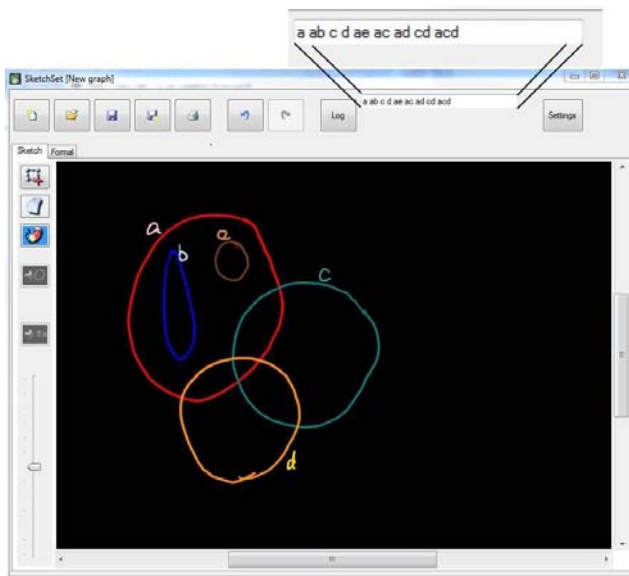 a ab c d ae ac ad cd acd
SketchSet [New graph]
Log
a ab c d ae ac ad cd acd
Settings
Sketch Formal
a
e
b
c
d